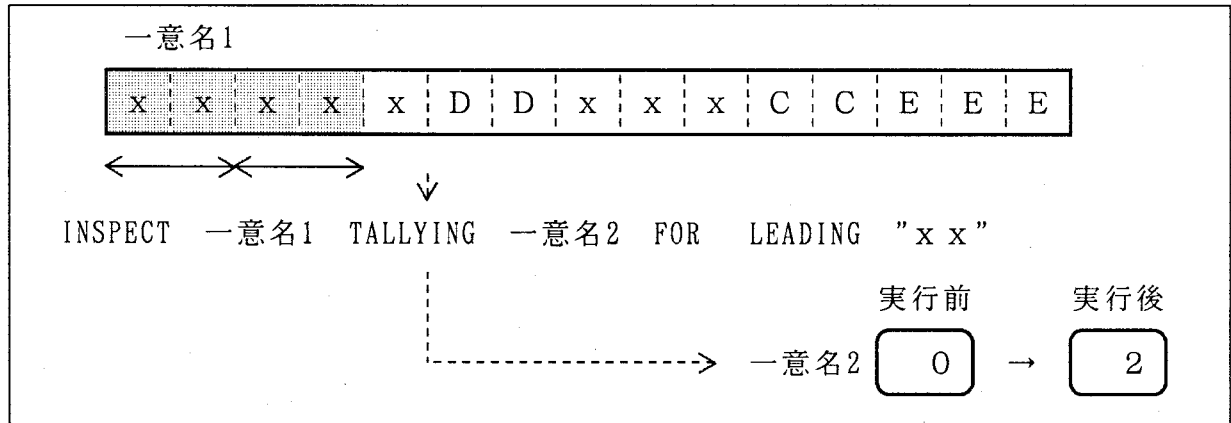 一意名1
x x x x x D D x x x C C E E E
INSPECT 一意名1 TALLYING 一意名2 FOR LEADING "x x"
実行前 実行後
一意名2 0 → 2